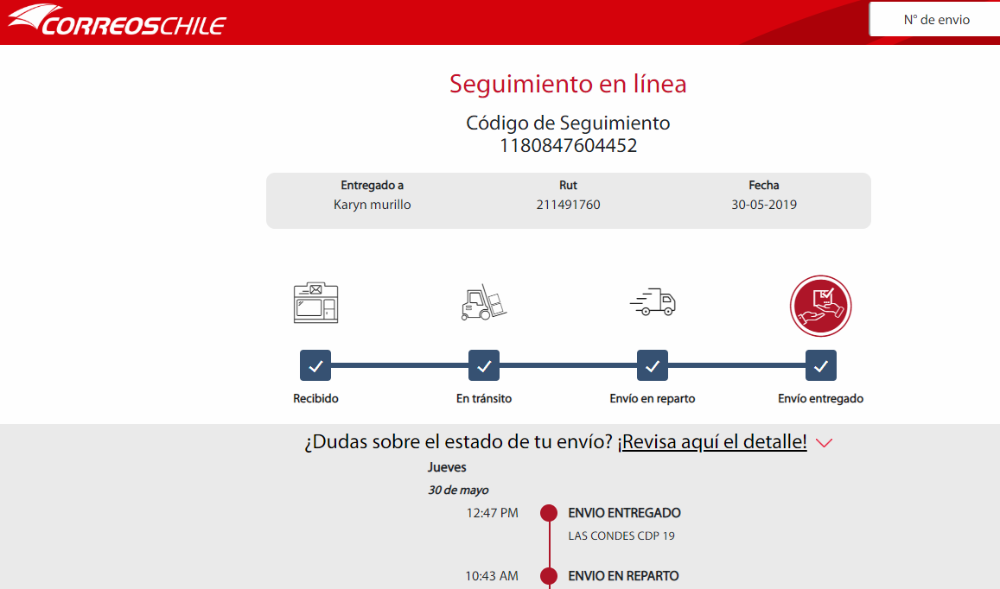 CORREOSCHILE
N° de envio
Seguimiento en línea
Código de Seguimiento
1180847604452
Entregado a Rut Fecha
Karyn murillo 211491760 30-05-2019
Recibido En tránsito Envío en reparto Envío entregado
¿Dudas sobre el estado de tu envío? ¡Revisa aquí el detalle!
Jueves
30 de mayo
12:47 PM ENVIO ENTREGADO
LAS CONDES CDP 19
10:43 AM ENVIO EN REPARTO